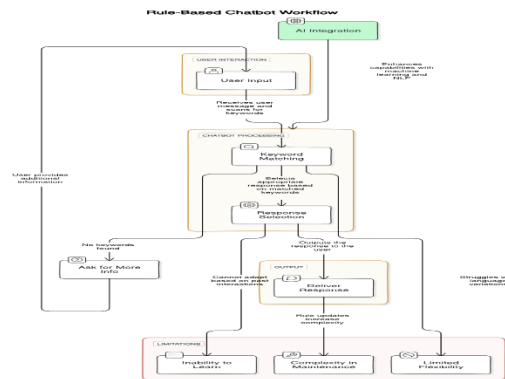 Rule-Based Chatbot Workflow
AI Integration
USER INTERACTION
User Input
Enhances
capabilities with
machine
learning and
NLP
Receives user
message and
scans for
keywords
CHATBOT PROCESSING
Keyword
Matching
User provides
additional
information
Selects
appropriate
response based
on matched
keywords
Response
Selection
No keywords
found
Outputs the
response to the
user
Ask for More
Info
OUTPUT
Cannot adapt
based on past
interactions
Struggles
language
variation
Deliver
Response
Rule updates
increase
complexity
LIMITATIONS
Inability to
Learn
Complexity in
Maintenance
Limited
Flexibility